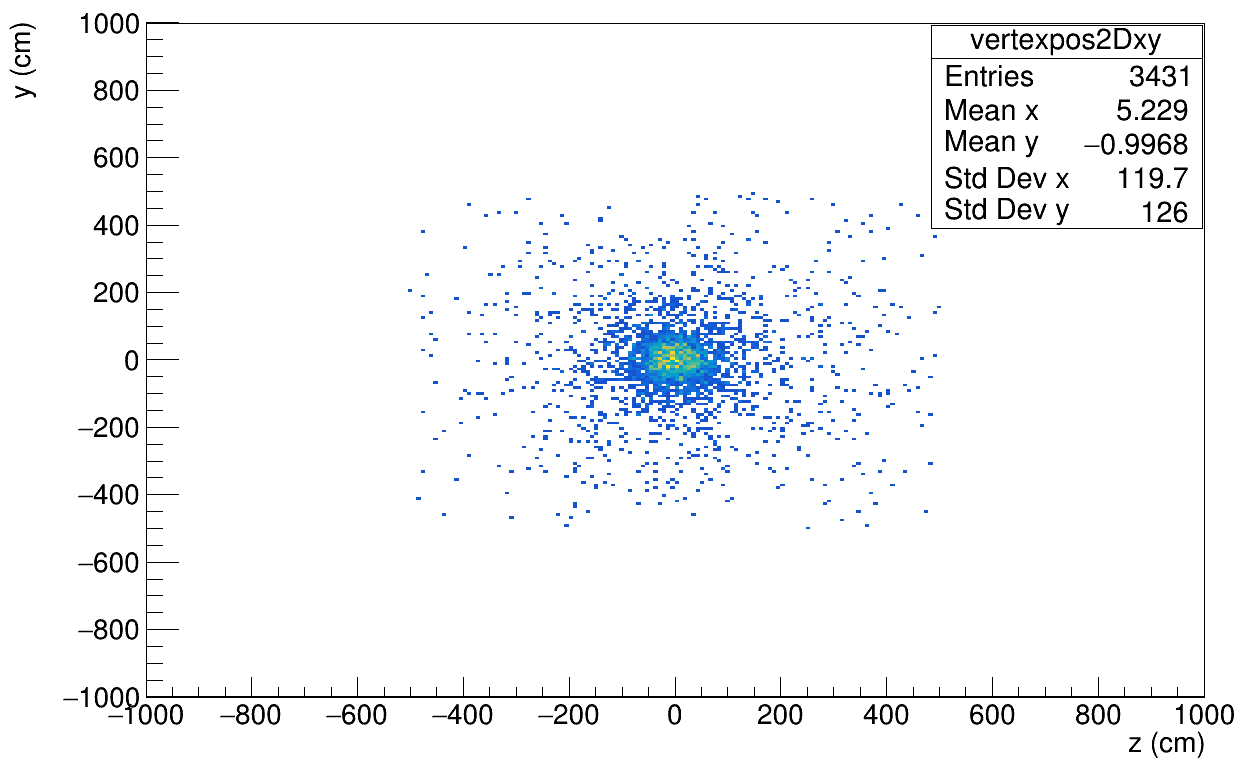 y (cm)
1000
800
600
400
200
0
−200
−400
−600
−800
−1000
vertexpos2Dxy
Entries 3431
Mean x 5.229
Mean y −0.9968
Std Dev x 119.7
Std Dev y 126
−1000 −800 −600 −400 −200 0 200 400 600 800 1000
z (cm)